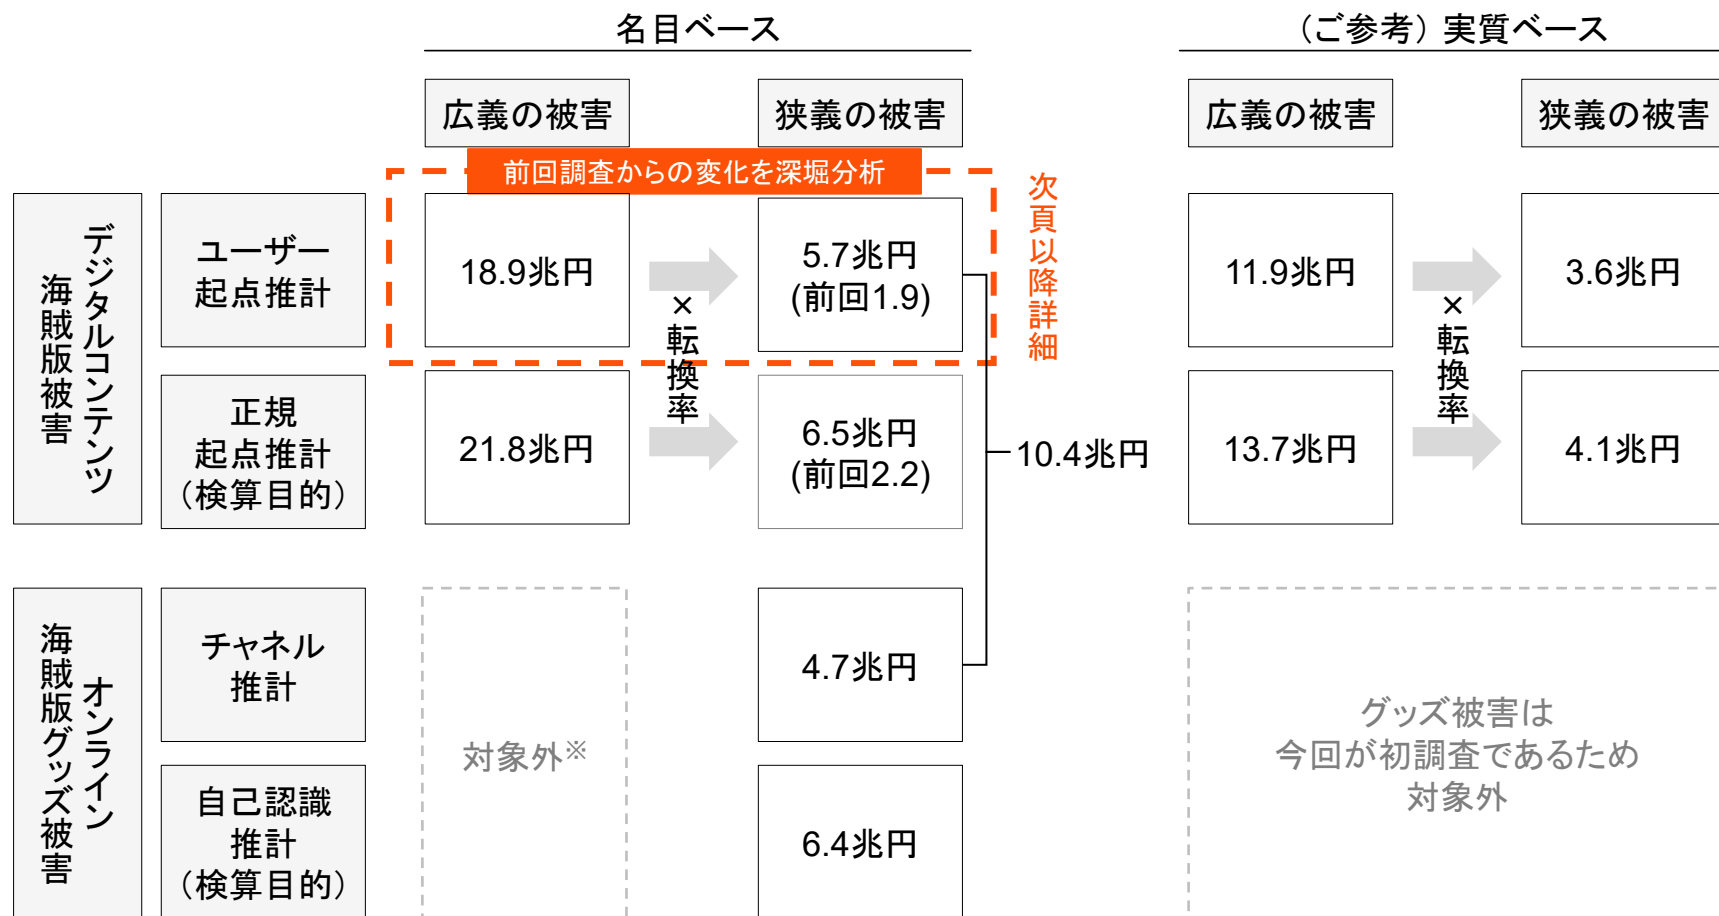 名目ベース
（ご参考）実質ベース
広義の被害
狭義の被害
広義の被害
狭義の被害
前回調査からの変化を深堀分析
次頁以降詳細
デジタルコンテンツ
海賊版被害
ユーザー
起点推計
18.9兆円
5.7兆円
(前回1.9)
11.9兆円
3.6兆円
×転換率
×転換率
正規
起点推計
（検算目的）
21.8兆円
6.5兆円
(前回2.2)
10.4兆円
13.7兆円
4.1兆円
オンライン
海賊版グッズ被害
チャネル
推計
対象外※
4.7兆円
グッズ被害は
今回が初調査であるため
対象外
自己認識
推計
（検算目的）
6.4兆円